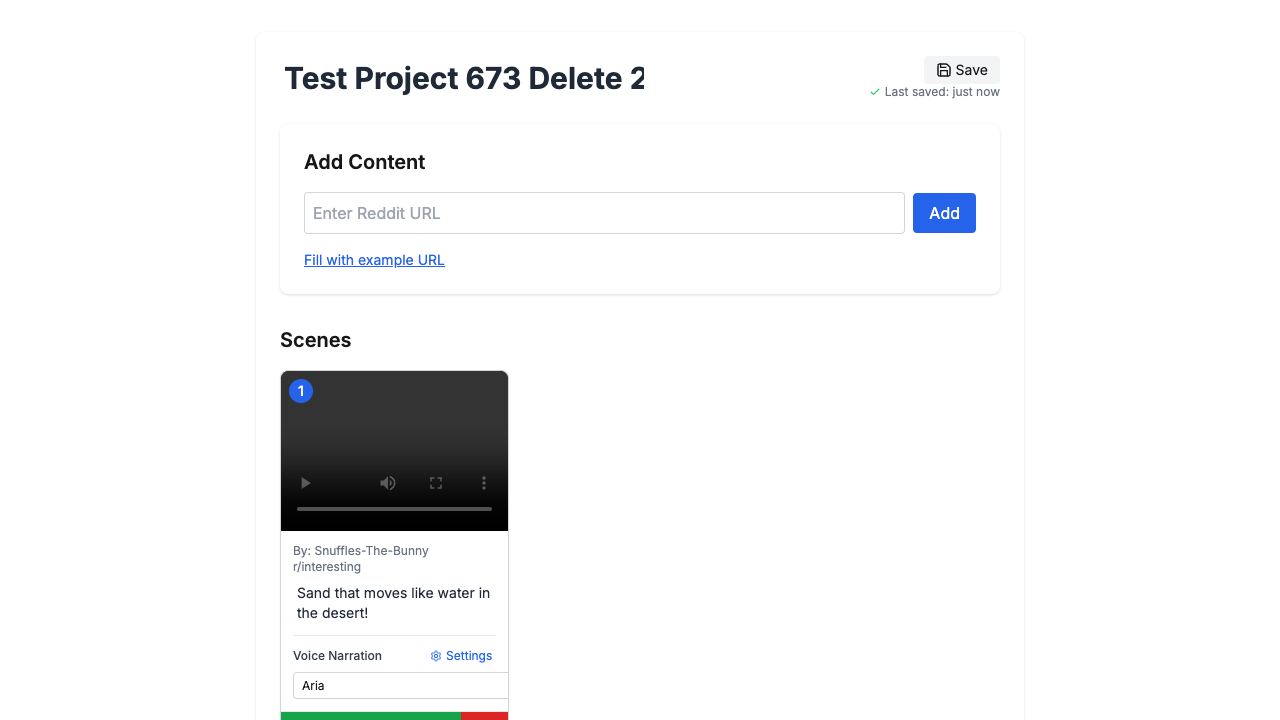 Test Project 673 Delete 2
Save
Last saved: just now
Add Content
Enter Reddit URL
Add
Fill with example URL
Scenes
1
By: Snuffles-The-Bunny
r/interesting
Sand that moves like water in
the desert!
Voice Narration
Settings
Aria